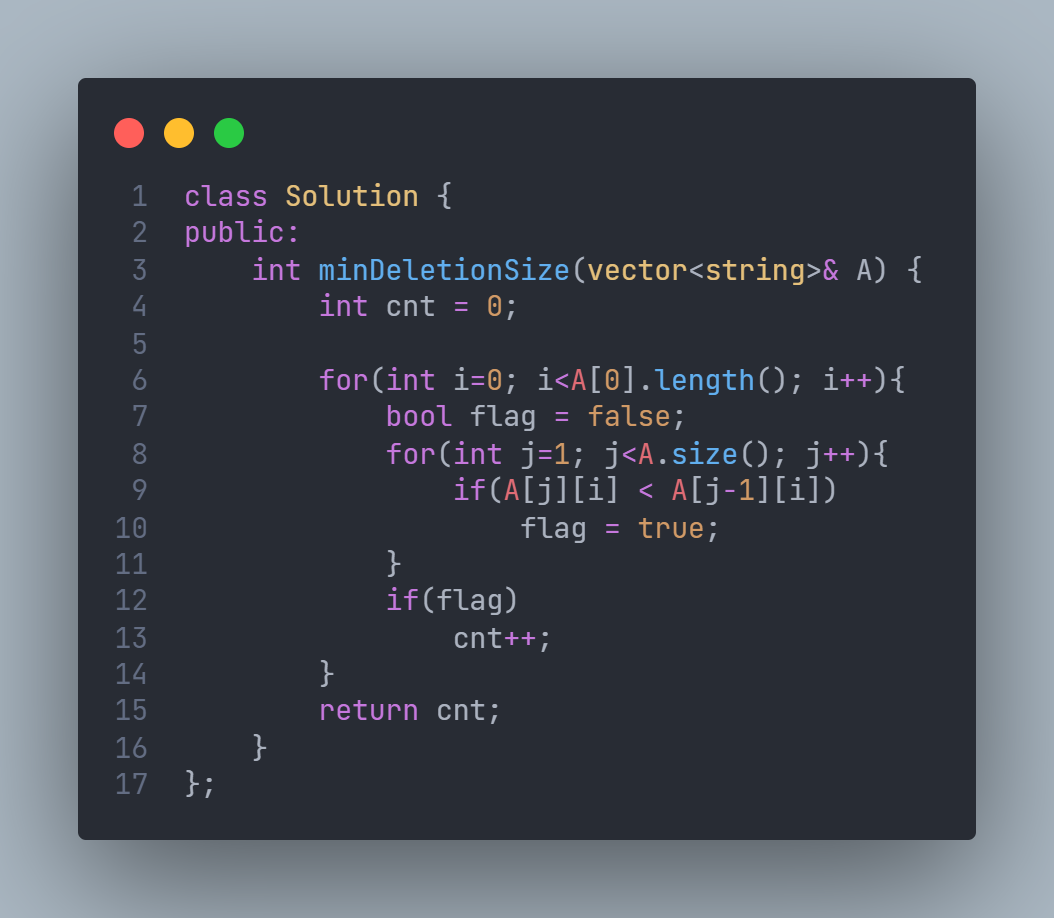 1 class Solution {
2 public:
3     int minDeletionSize(vector<string>& A) {
4         int cnt = 0;
5
6         for(int i=0; i<A[0].length(); i++){
7             bool flag = false;
8             for(int j=1; j<A.size(); j++){
9                 if(A[j][i] < A[j-1][i])
10                     flag = true;
11             }
12             if(flag)
13                 cnt++;
14         }
15         return cnt;
16     }
17 };